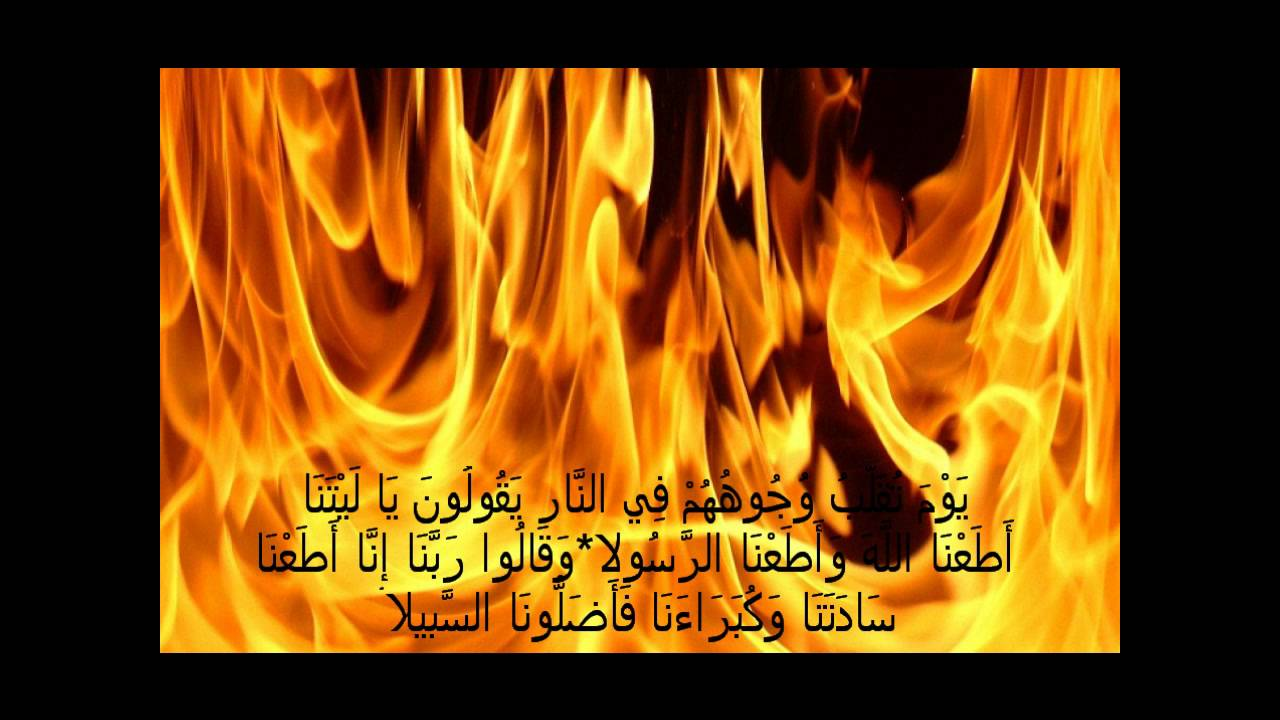 يَوْمَ تُقَلَّبُ وُجُوهُهُمْ فِي النَّارِ يَقُولُونَ يَا لَيْتَنَا
أَطَعْنَا اللَّهَ وَأَطَعْنَا الرَّسُولا*وَقَالُوا رَبَّنَا إِنَّا أَطَعْنَا
سَادَتَنَا وَكُبَرَاءَنَا فَأَضَلُّونَا السَّبِيلا